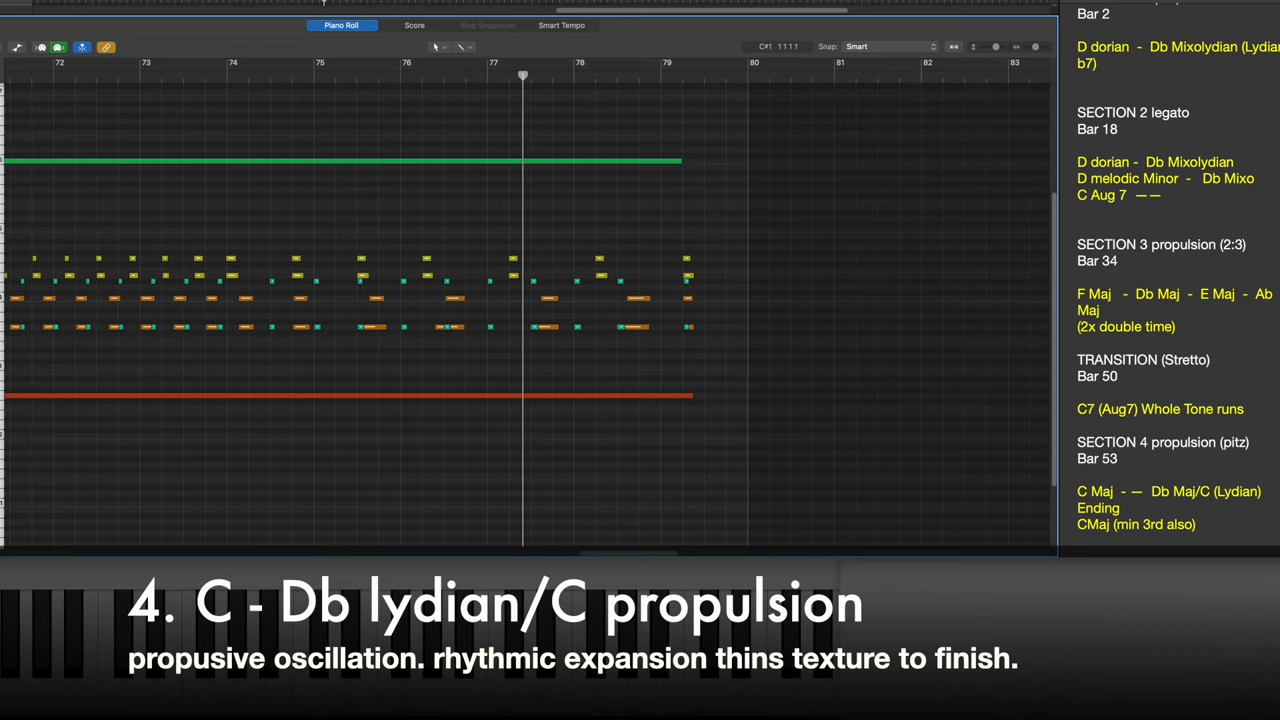 Piano Roll Score Step Sequencer Smart Tempo
C#1 1 1 1 1 Snap: Smart
72 73 74 75 76 77 78 79 80 81 82 83
Bar 2
D dorian - Db Mixolydian (Lydian
b7)
SECTION 2 legato
Bar 18
D dorian - Db Mixolydian
D melodic Minor - Db Mixo
C Aug 7 — —
SECTION 3 propulsion (2:3)
Bar 34
F Maj - Db Maj - E Maj - Ab
Maj
(2x double time)
TRANSITION (Stretto)
Bar 50
C7 (Aug7) Whole Tone runs
SECTION 4 propulsion (pitz)
Bar 53
C Maj - — Db Maj/C (Lydian)
Ending
CMaj (min 3rd also)
4. C - Db lydian/C propulsion
propusive oscillation. rhythmic expansion thins texture to finish.